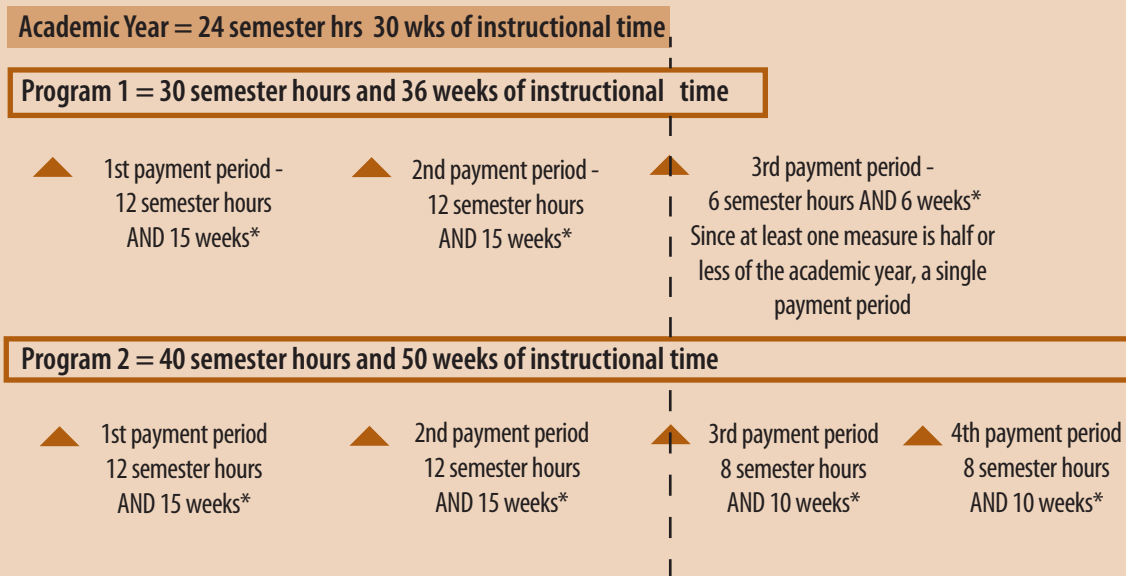 Academic Year = 24 semester hrs 30 wks of instructional time
Program 1 = 30 semester hours and 36 weeks of instructional time
1st payment period -
12 semester hours
AND 15 weeks*
2nd payment period -
12 semester hours
AND 15 weeks*
3rd payment period -
6 semester hours AND 6 weeks*
Since at least one measure is half or
less of the academic year, a single
payment period
Program 2 = 40 semester hours and 50 weeks of instructional time
1st payment period
12 semester hours
AND 15 weeks*
2nd payment period
12 semester hours
AND 15 weeks*
3rd payment period
8 semester hours
AND 10 weeks*
4th payment period
8 semester hours
AND 10 weeks*